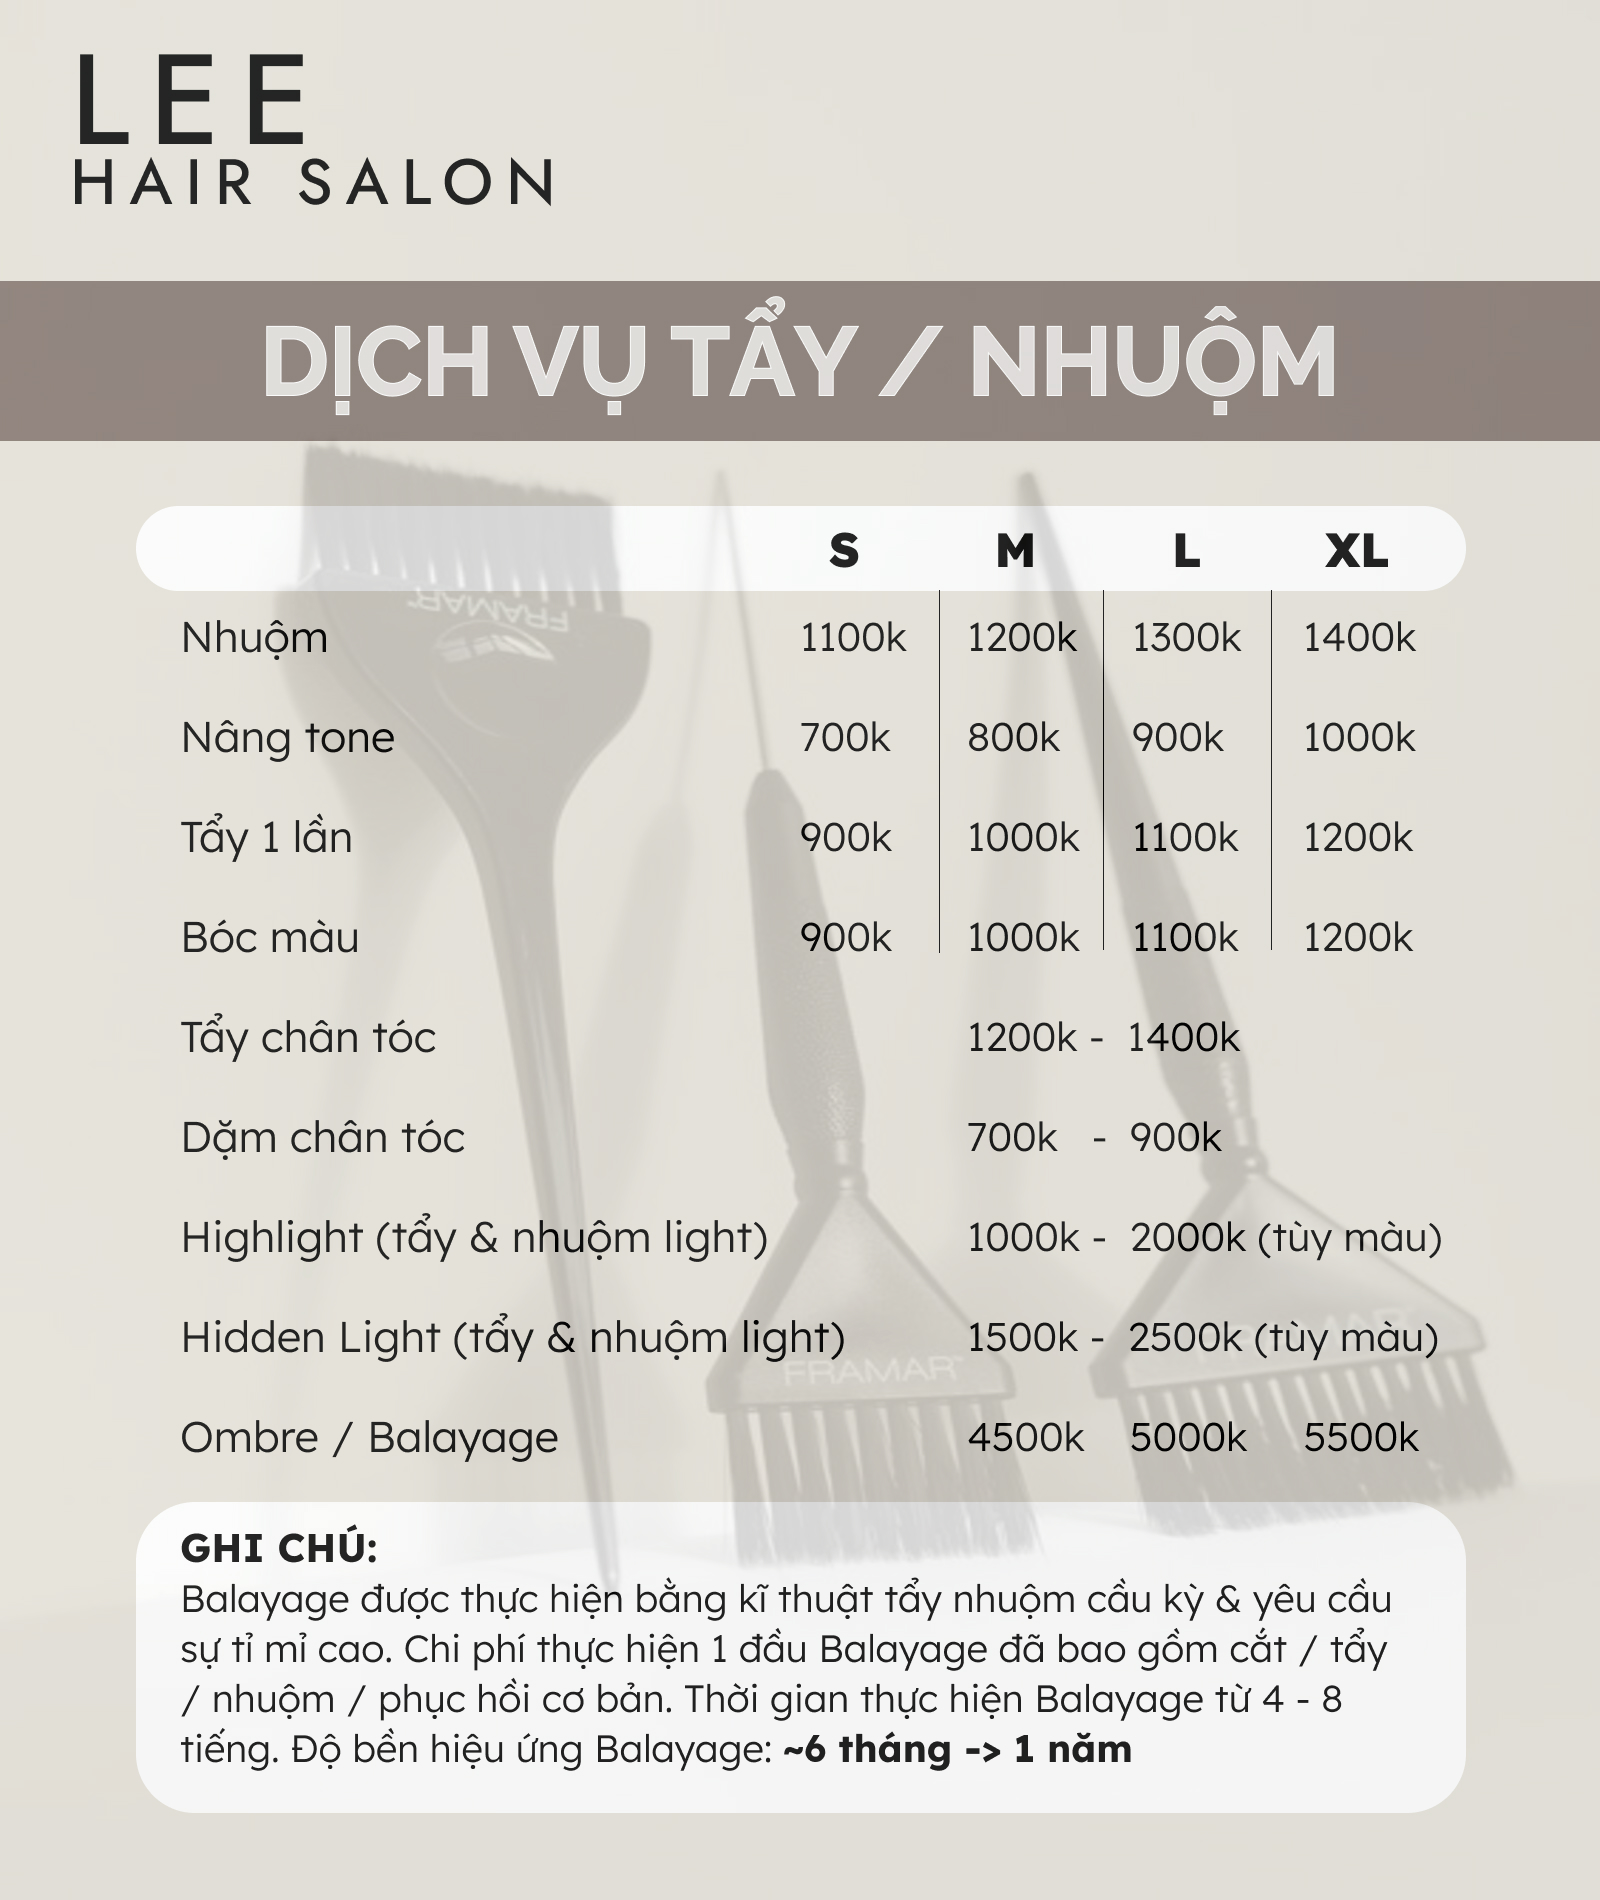 LEE
HAIR SALON
DỊCH VỤ TẨY / NHUỘM
S M L XL
Nhuộm 1100k 1200k 1300k 1400k
Nâng tone 700k 800k 900k 1000k
Tẩy 1 lần 900k 1000k 1100k 1200k
Bóc màu 900k 1000k 1100k 1200k
Tẩy chân tóc 1200k - 1400k
Dặm chân tóc 700k - 900k
Highlight (tẩy & nhuộm light) 1000k - 2000k (tùy màu)
Hidden Light (tẩy & nhuộm light) 1500k - 2500k (tùy màu)
Ombre / Balayage 4500k 5000k 5500k
GHI CHÚ:
Balayage được thực hiện bằng kĩ thuật tẩy nhuộm cầu kỳ & yêu cầu
sự tỉ mỉ cao. Chi phí thực hiện 1 đầu Balayage đã bao gồm cắt / tẩy
/ nhuộm / phục hồi cơ bản. Thời gian thực hiện Balayage từ 4 - 8
tiếng. Độ bền hiệu ứng Balayage: ~6 tháng -> 1 năm
FRAMAR™
FRAMAR™
FRAMAR